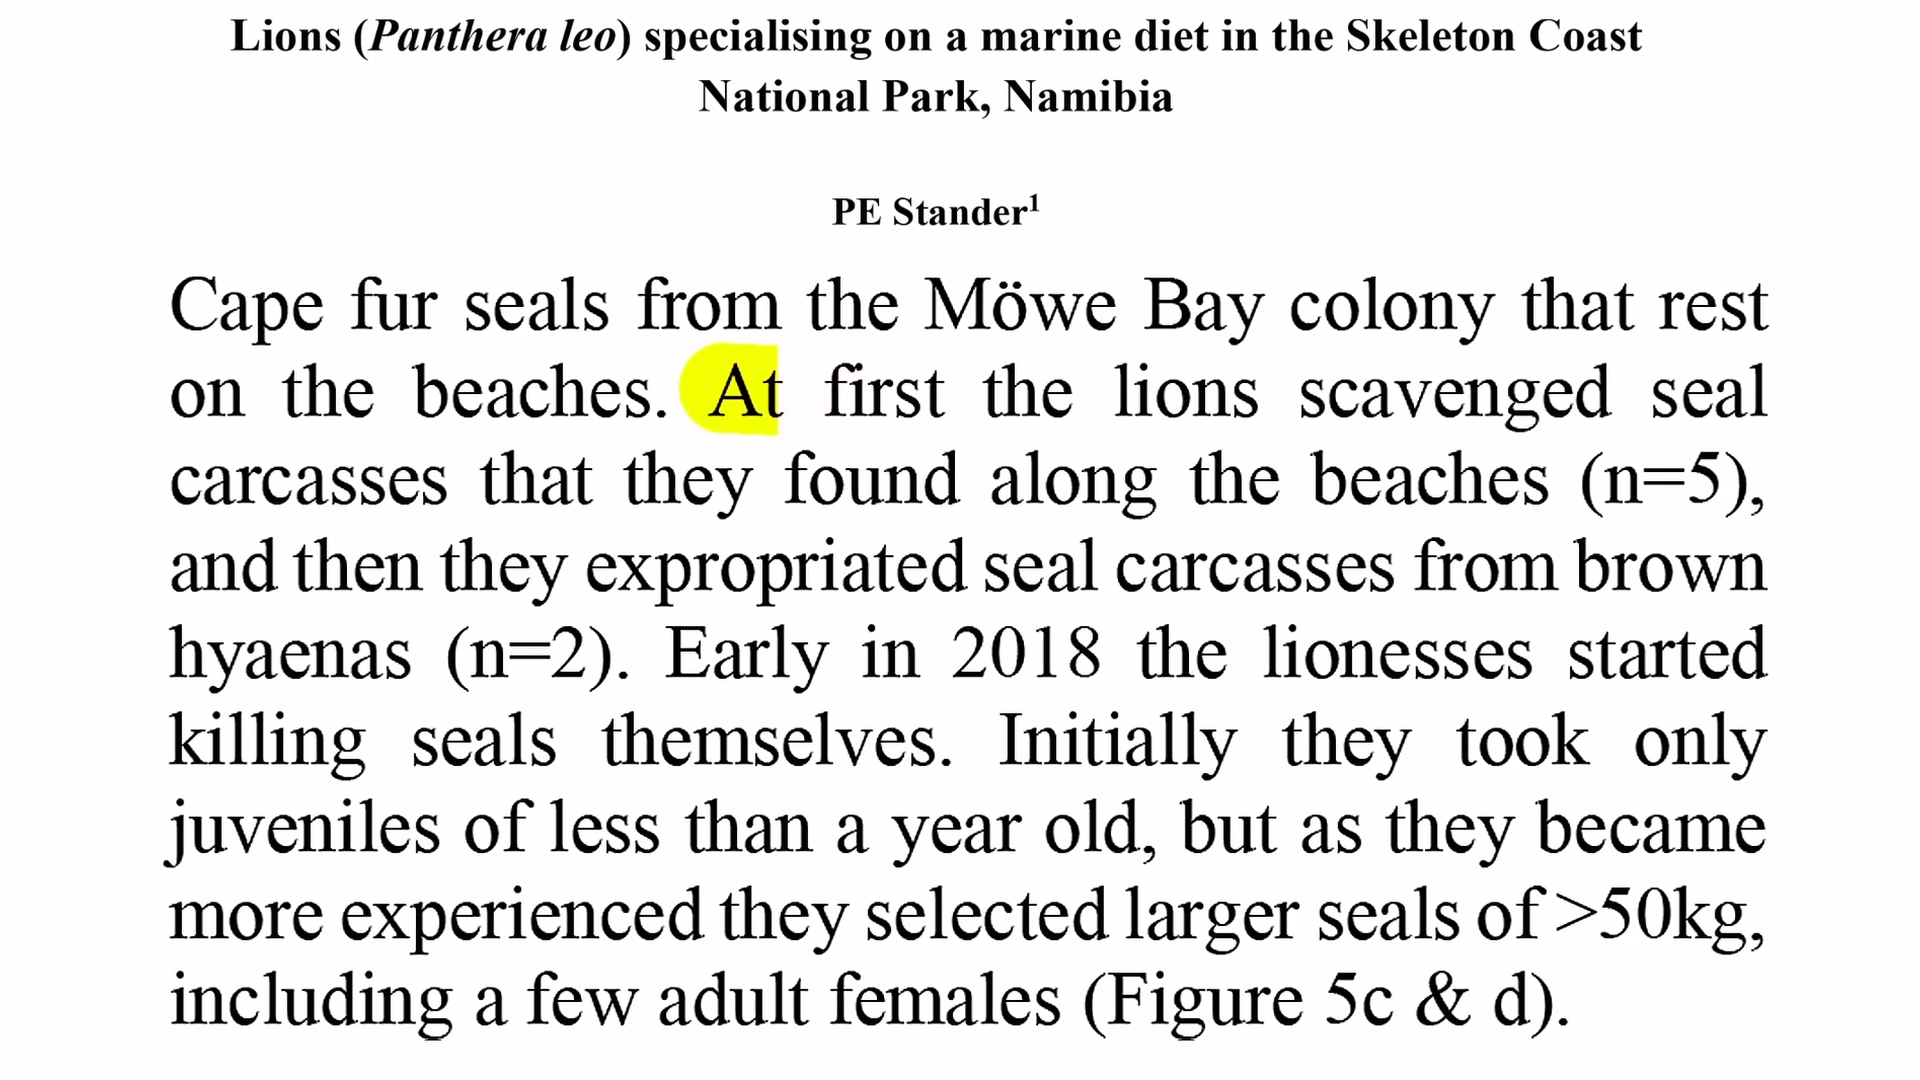 Lions (Panthera leo) specialising on a marine diet in the Skeleton Coast
National Park, Namibia
PE Stander¹
Cape fur seals from the Möwe Bay colony that rest
on the beaches. At first the lions scavenged seal
carcasses that they found along the beaches (n=5),
and then they expropriated seal carcasses from brown
hyaenas (n=2). Early in 2018 the lionesses started
killing seals themselves. Initially they took only
juveniles of less than a year old, but as they became
more experienced they selected larger seals of >50kg,
including a few adult females (Figure 5c & d).